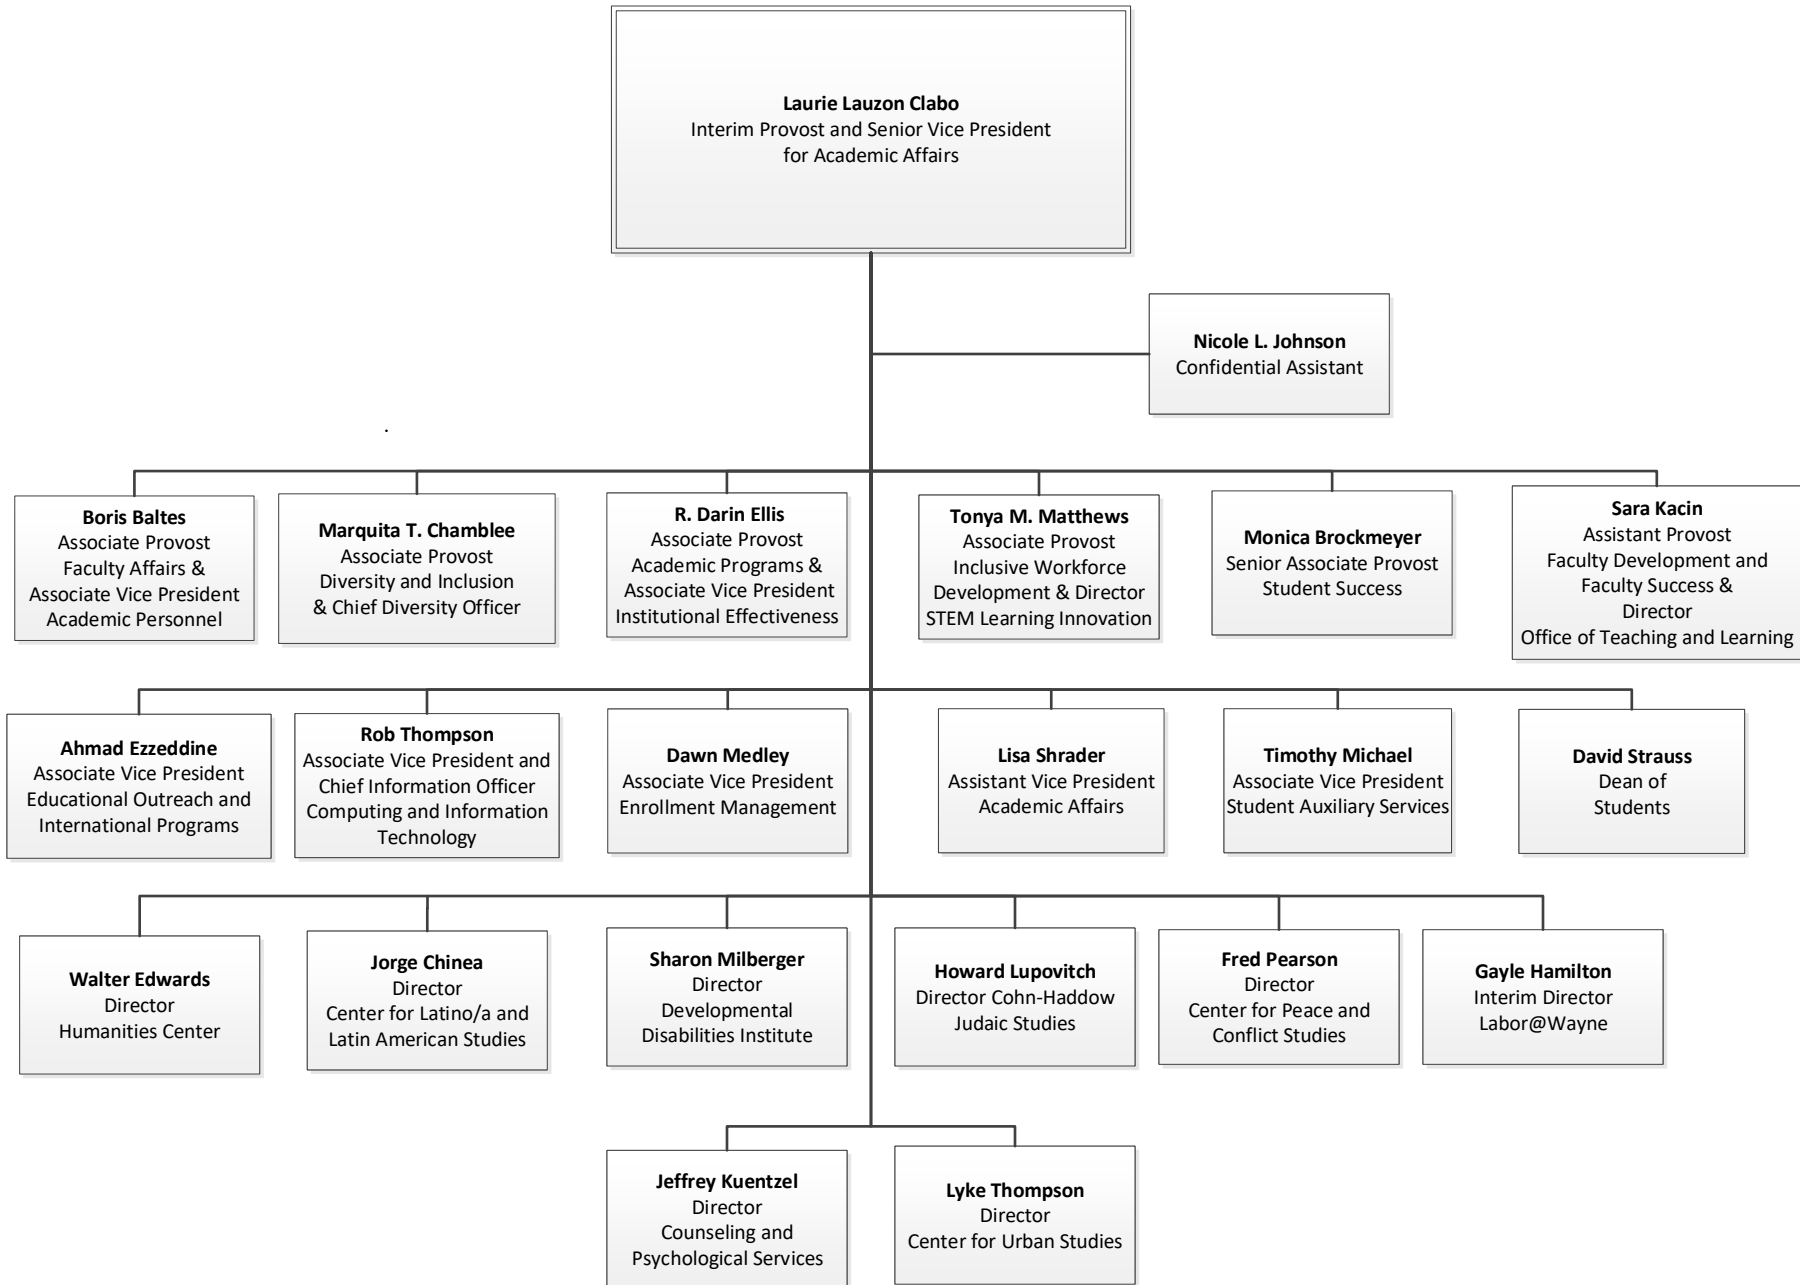 Laurie Lauzon Clabo
Interim Provost and Senior Vice President
for Academic Affairs
Nicole L. Johnson
Confidential Assistant
.
Boris Baltes
Associate Provost
Faculty Affairs &
Associate Vice President
Academic Personnel
Marquita T. Chamblee
Associate Provost
Diversity and Inclusion
& Chief Diversity Officer
R. Darin Ellis
Associate Provost
Academic Programs &
Associate Vice President
Institutional Effectiveness
Tonya M. Matthews
Associate Provost
Inclusive Workforce
Development & Director
STEM Learning Innovation
Monica Brockmeyer
Senior Associate Provost
Student Success
Sara Kacin
Assistant Provost
Faculty Development and
Faculty Success &
Director
Office of Teaching and Learning
Ahmad Ezzeddine
Associate Vice President
Educational Outreach and
International Programs
Rob Thompson
Associate Vice President and
Chief Information Officer
Computing and Information
Technology
Dawn Medley
Associate Vice President
Enrollment Management
Lisa Shrader
Assistant Vice President
Academic Affairs
Timothy Michael
Associate Vice President
Student Auxiliary Services
David Strauss
Dean of
Students
Walter Edwards
Director
Humanities Center
Jorge Chinea
Director
Center for Latino/a and
Latin American Studies
Sharon Milberger
Director
Developmental
Disabilities Institute
Howard Lupovitch
Director Cohn-Haddow
Judaic Studies
Fred Pearson
Director
Center for Peace and
Conflict Studies
Gayle Hamilton
Interim Director
Labor@Wayne
Jeffrey Kuentzel
Director
Counseling and
Psychological Services
Lyke Thompson
Director
Center for Urban Studies